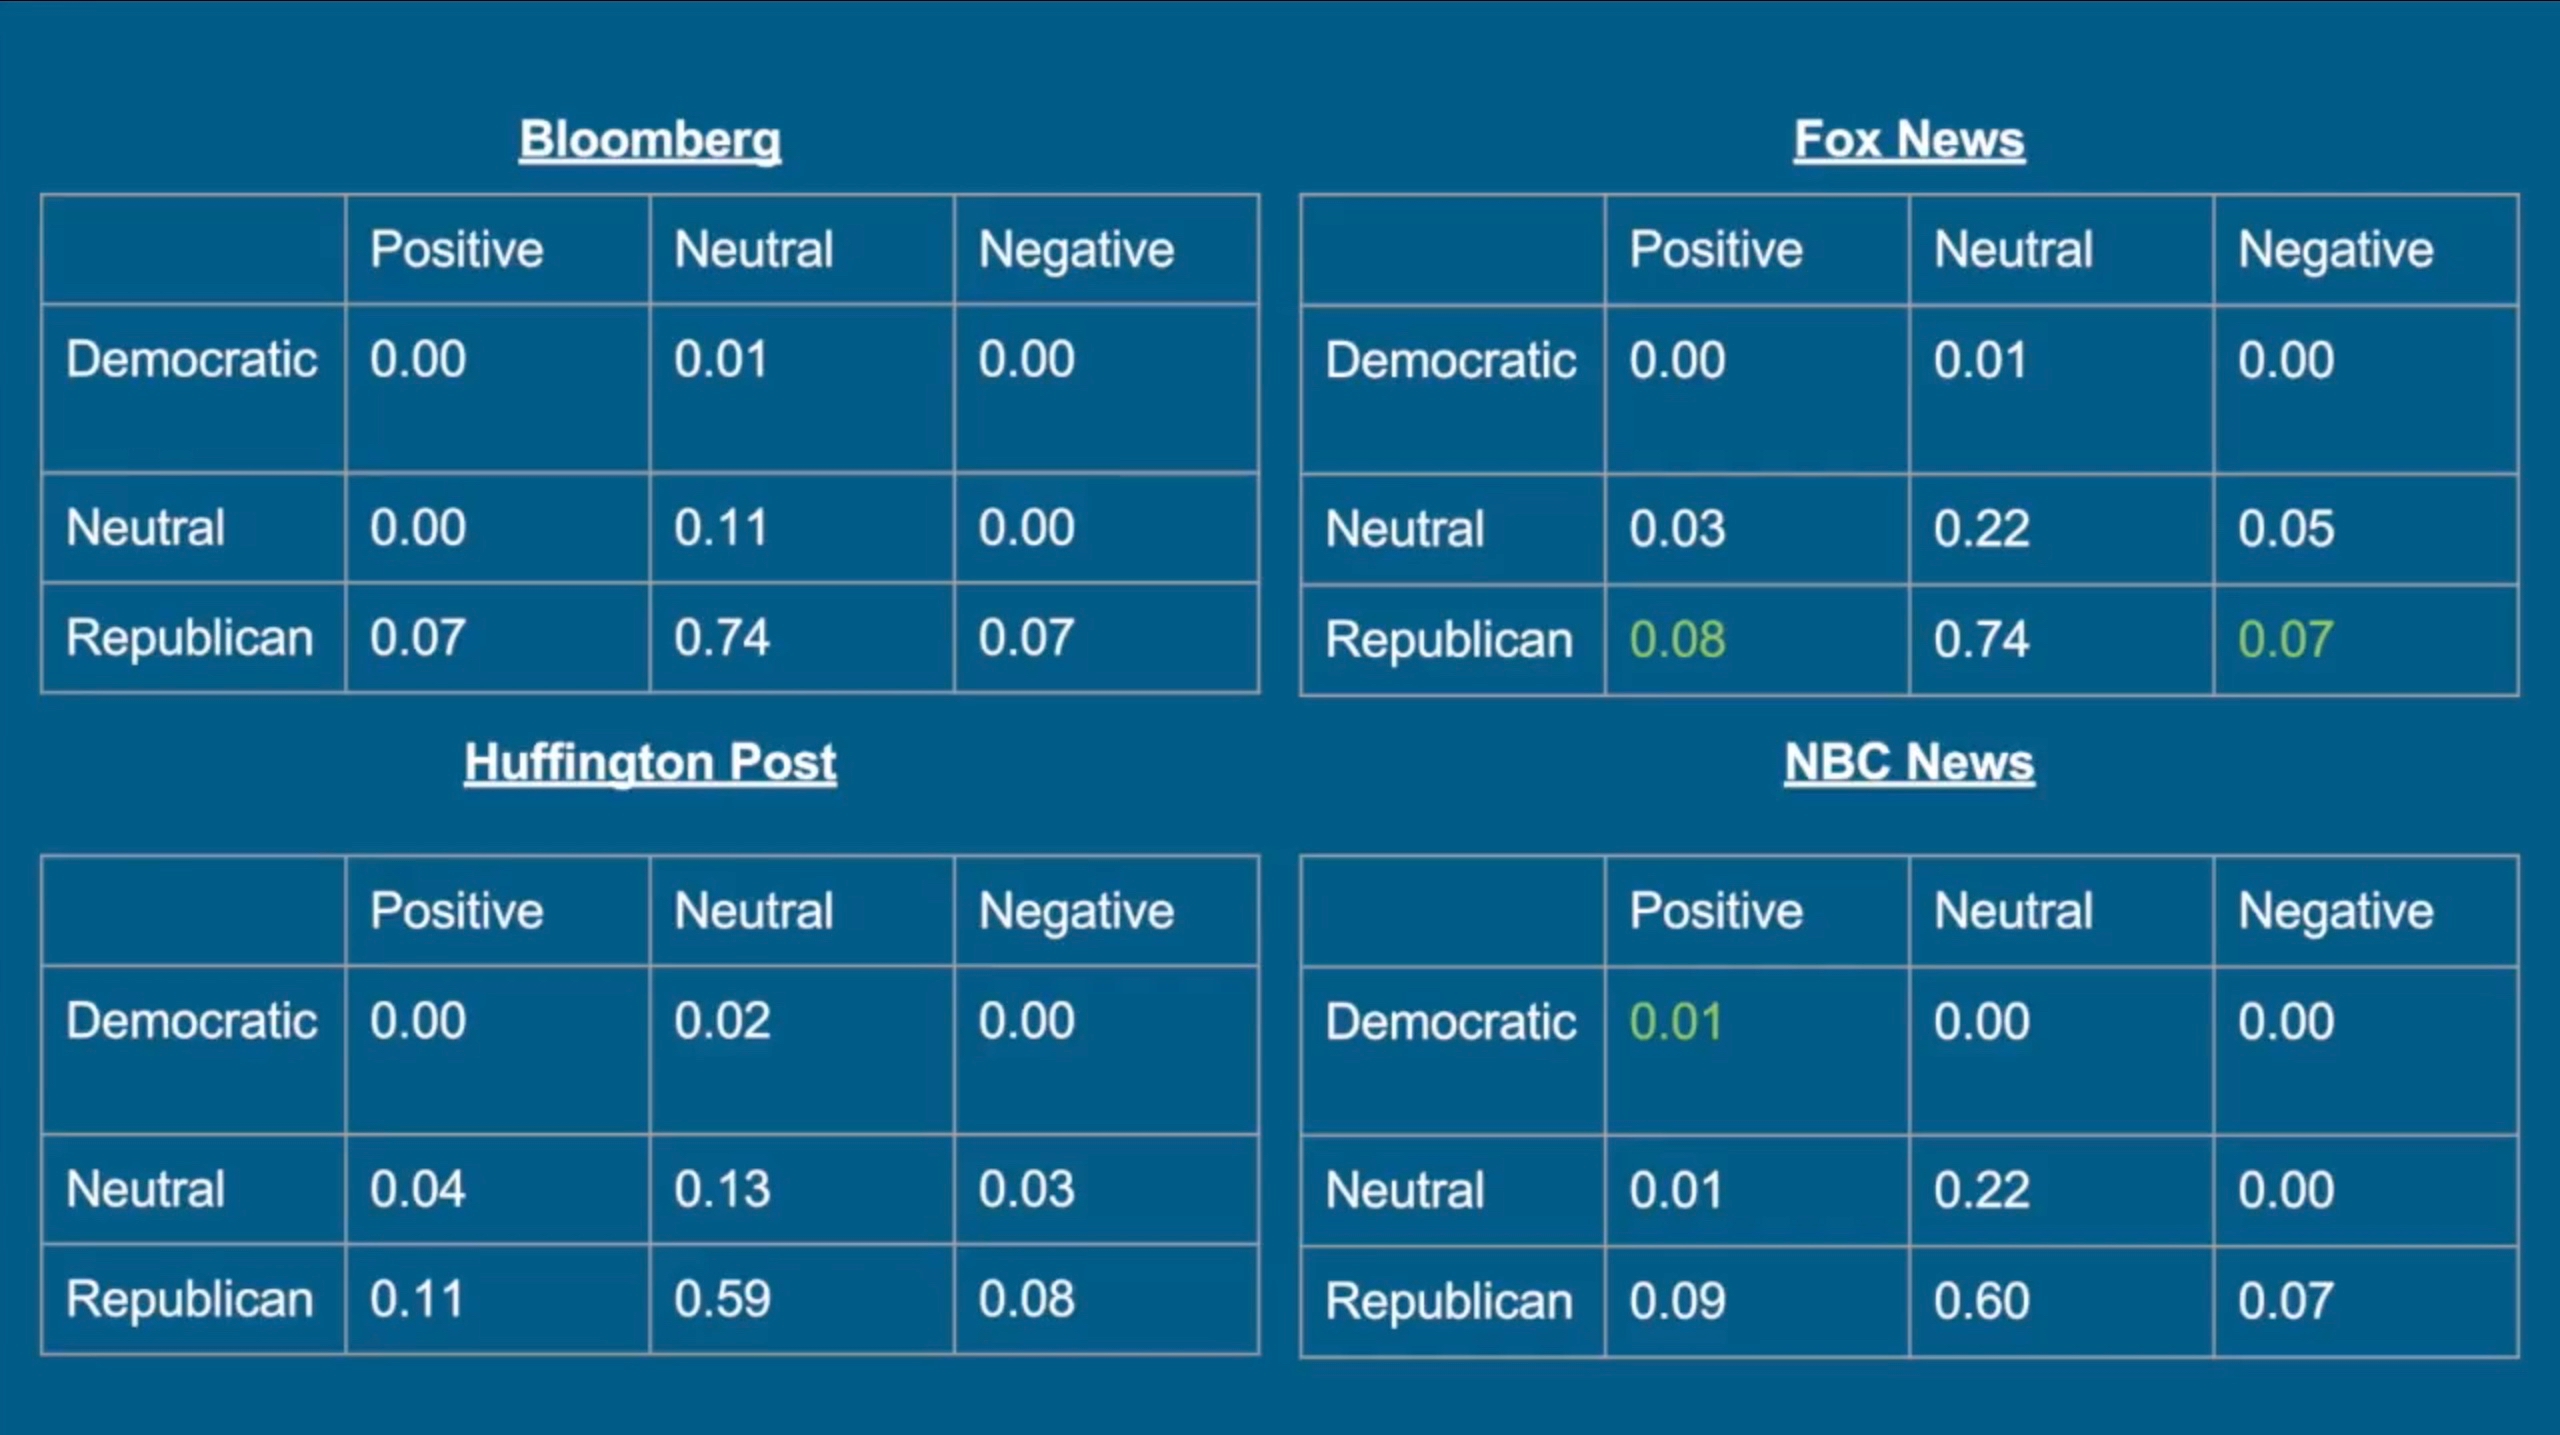 Bloomberg
Positive Neutral Negative
Democratic 0.00 0.01 0.00
Neutral 0.00 0.11 0.00
Republican 0.07 0.74 0.07
Fox News
Positive Neutral Negative
Democratic 0.00 0.01 0.00
Neutral 0.03 0.22 0.05
Republican 0.08 0.74 0.07
Huffington Post
Positive Neutral Negative
Democratic 0.00 0.02 0.00
Neutral 0.04 0.13 0.03
Republican 0.11 0.59 0.08
NBC News
Positive Neutral Negative
Democratic 0.01 0.00 0.00
Neutral 0.01 0.22 0.00
Republican 0.09 0.60 0.07